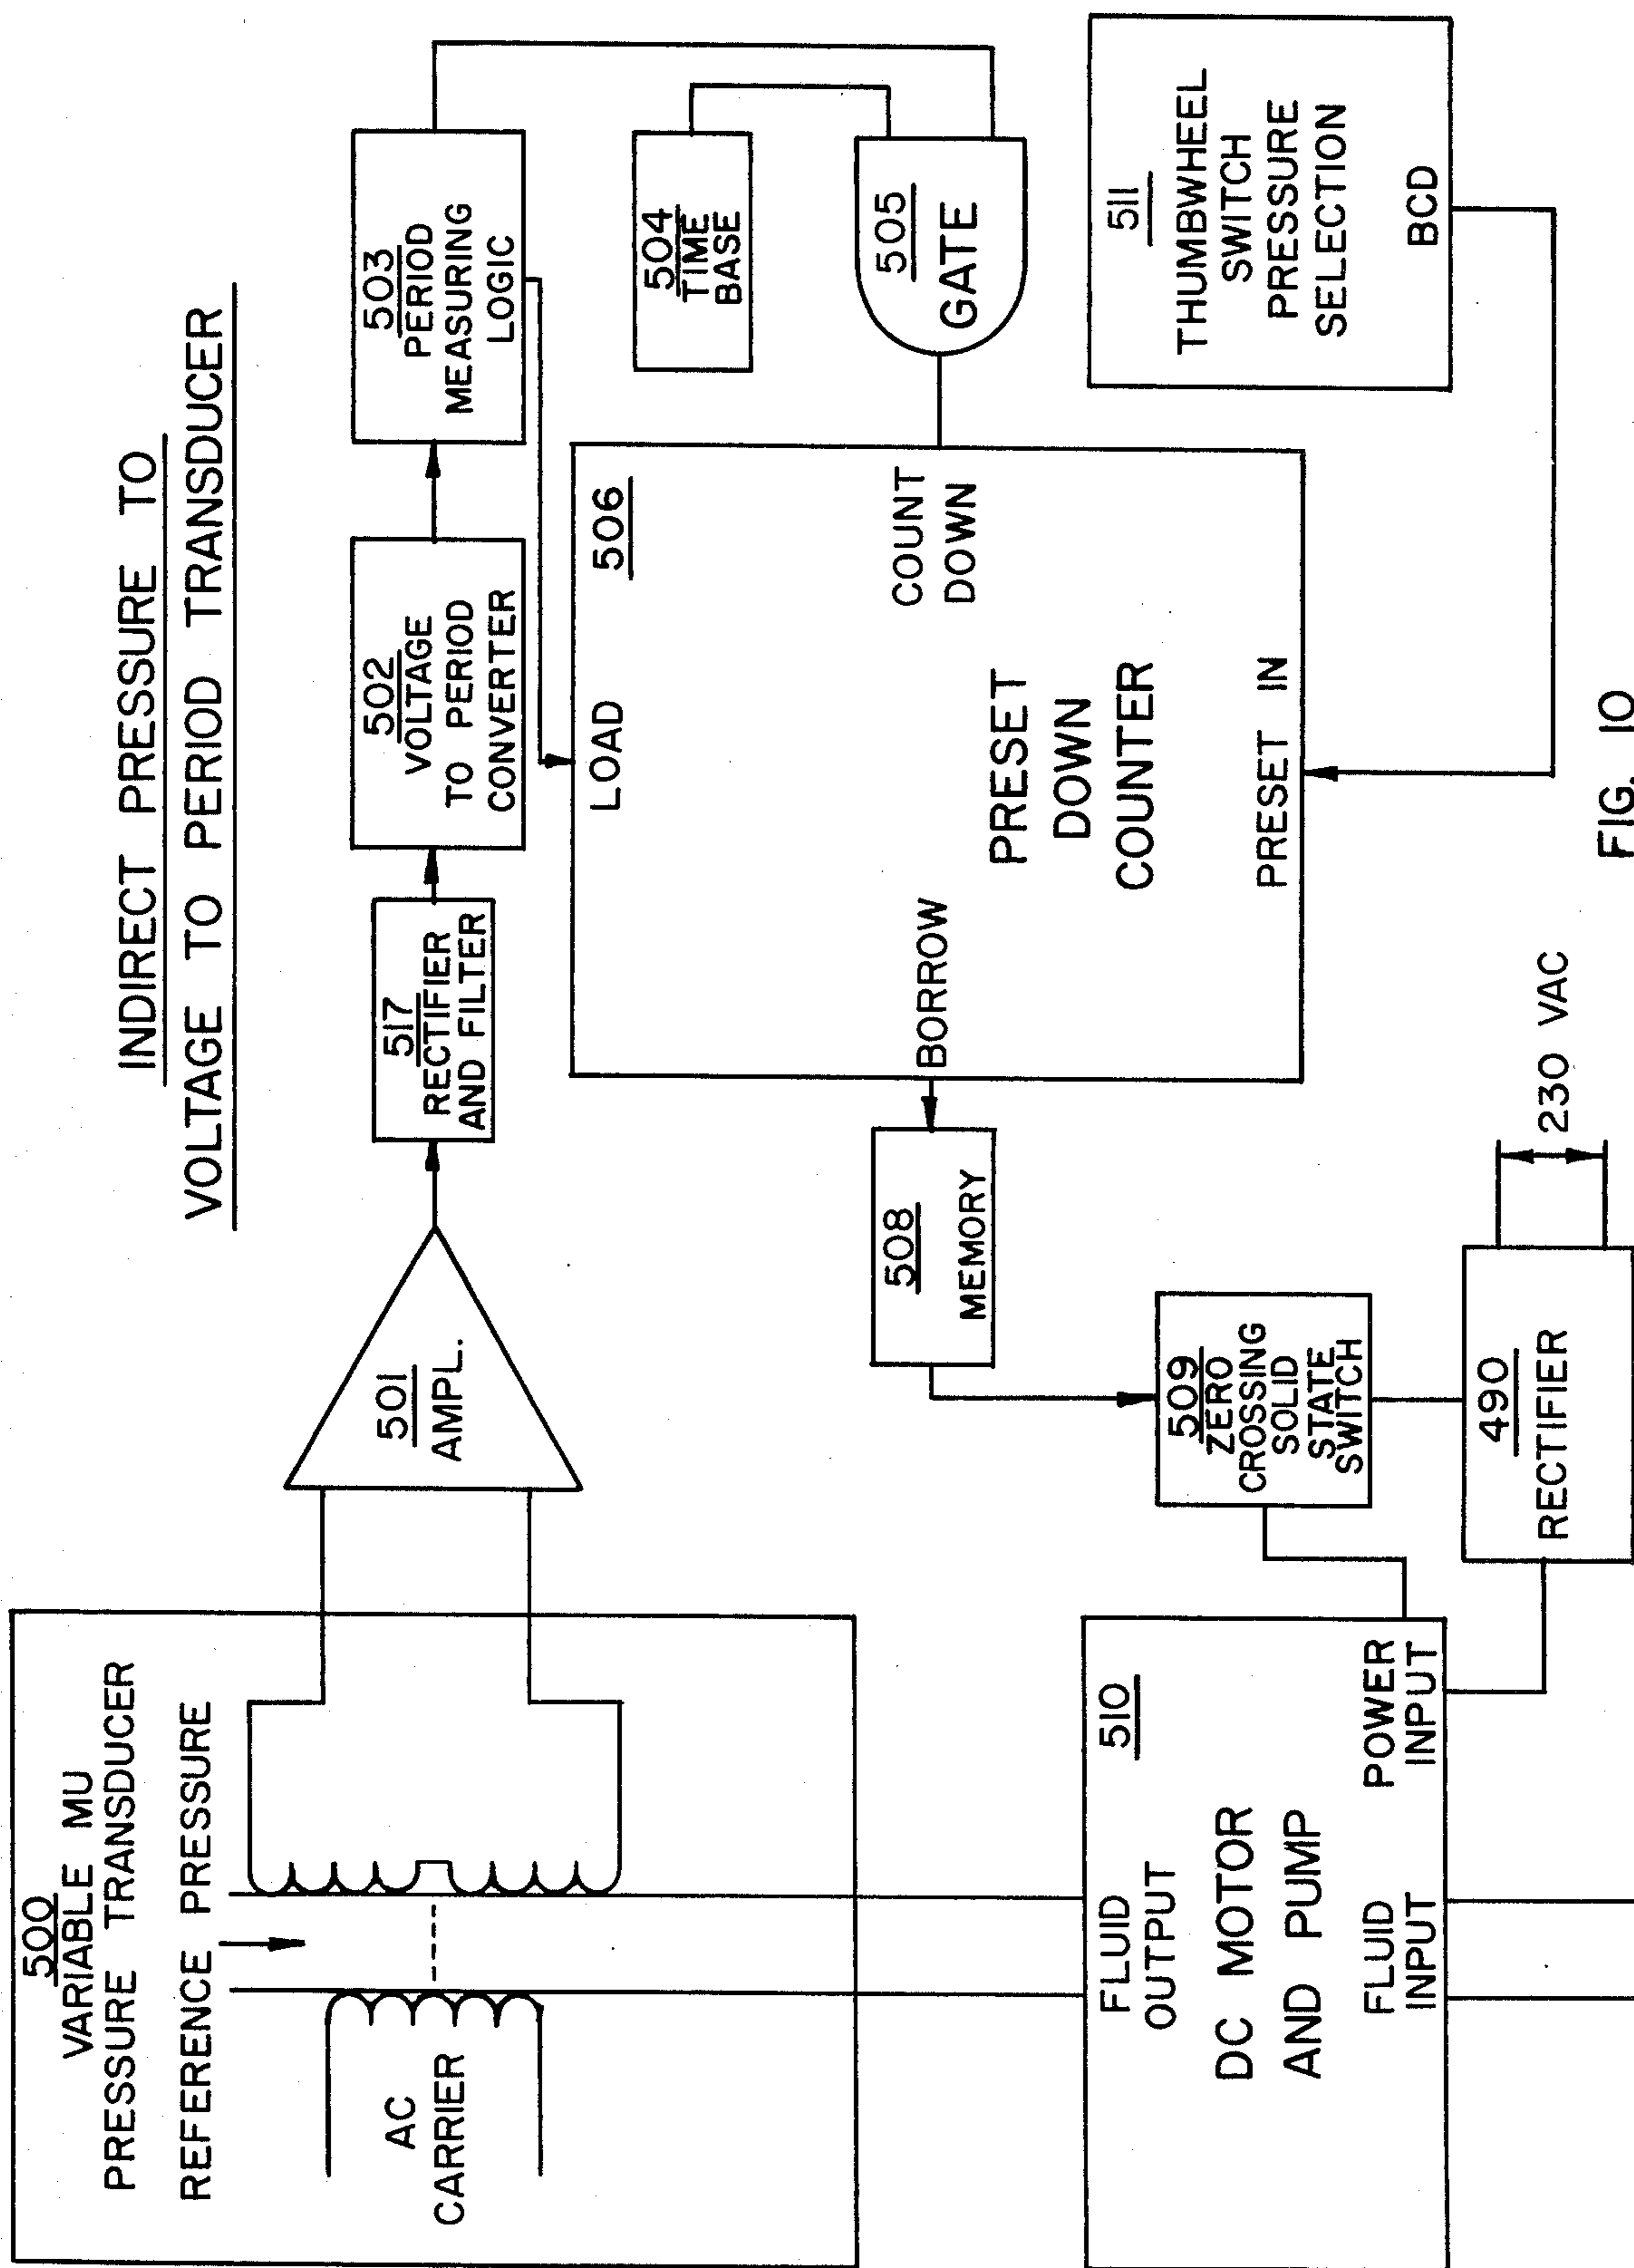 INDIRECT PRESSURE TO
VOLTAGE TO PERIOD TRANSDUCER
500
VARIABLE MU
PRESSURE TRANSDUCER
REFERENCE PRESSURE
AC
CARRIER
501
AMPL.
517
RECTIFIER
AND FILTER
502
VOLTAGE
TO PERIOD
CONVERTER
503
PERIOD
MEASURING
LOGIC
504
TIME
BASE
505
GATE
LOAD
506
COUNT
DOWN
BORROW
PRESET
DOWN
COUNTER
PRESET IN
508
MEMORY
509
ZERO
CROSSING
SOLID
STATE
SWITCH
510
FLUID
OUTPUT
DC MOTOR
AND PUMP
FLUID
INPUT
POWER
INPUT
490
RECTIFIER
230 VAC
511
THUMBWHEEL
SWITCH
PRESSURE
SELECTION
BCD
FIG. 10